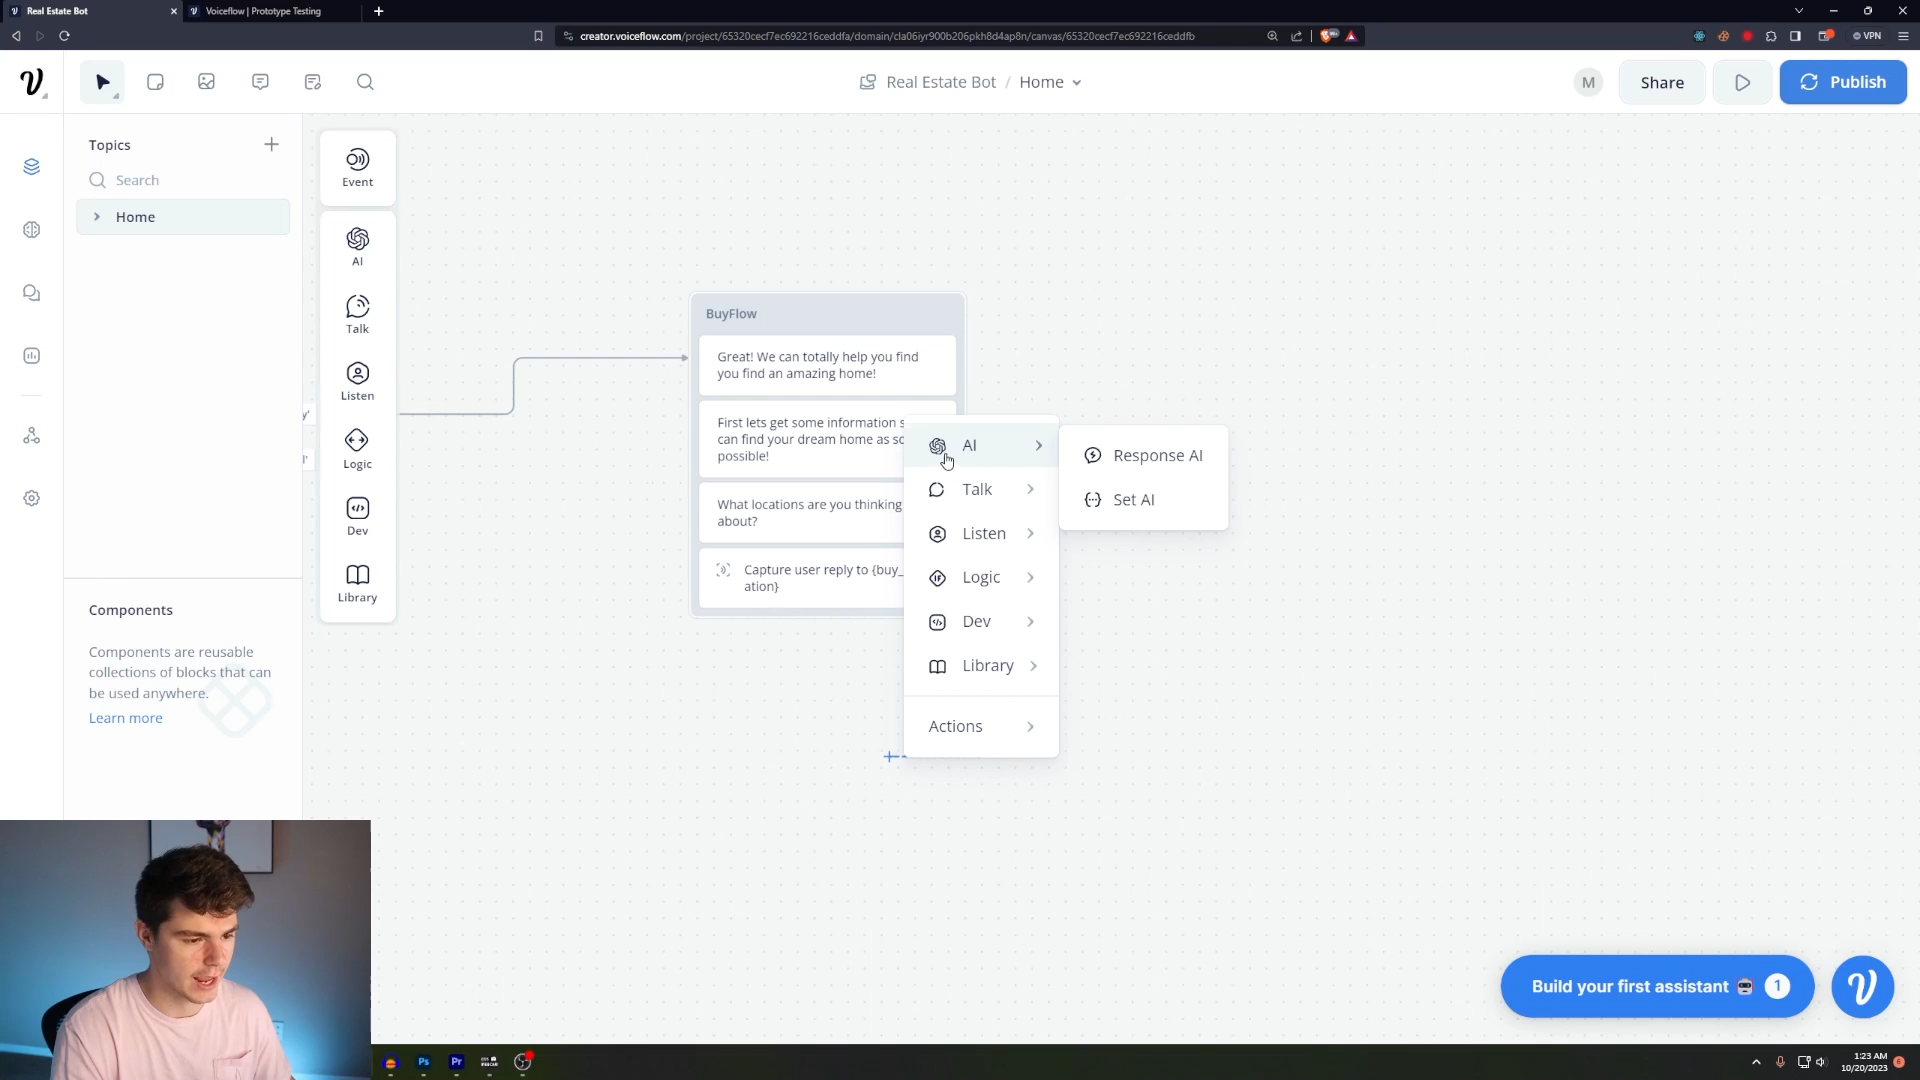 Real Estate Bot
Voiceflow | Prototype Testing
creator.voiceflow.com/project/65320cecf7ec692216ceddfa/domain/cla06iyr900b206pkh8d4ap8n/canvas/65320cecf7ec692216ceddfb
VPN
Real Estate Bot / Home
M
Share
Publish
Topics
Search
Home
Event
AI
Talk
Listen
Logic
Dev
Library
y'
l'
BuyFlow
Great! We can totally help you find
you find an amazing home!
First lets get some information s
can find your dream home as so
possible!
What locations are you thinking
about?
Capture user reply to {buy_
ation}
AI
Talk
Listen
Logic
Dev
Library
Actions
Response AI
Set AI
Components
Components are reusable
collections of blocks that can
be used anywhere.
Learn more
Build your first assistant 🤖 1
Ps
Pr
1:23 AM
10/20/2023
6